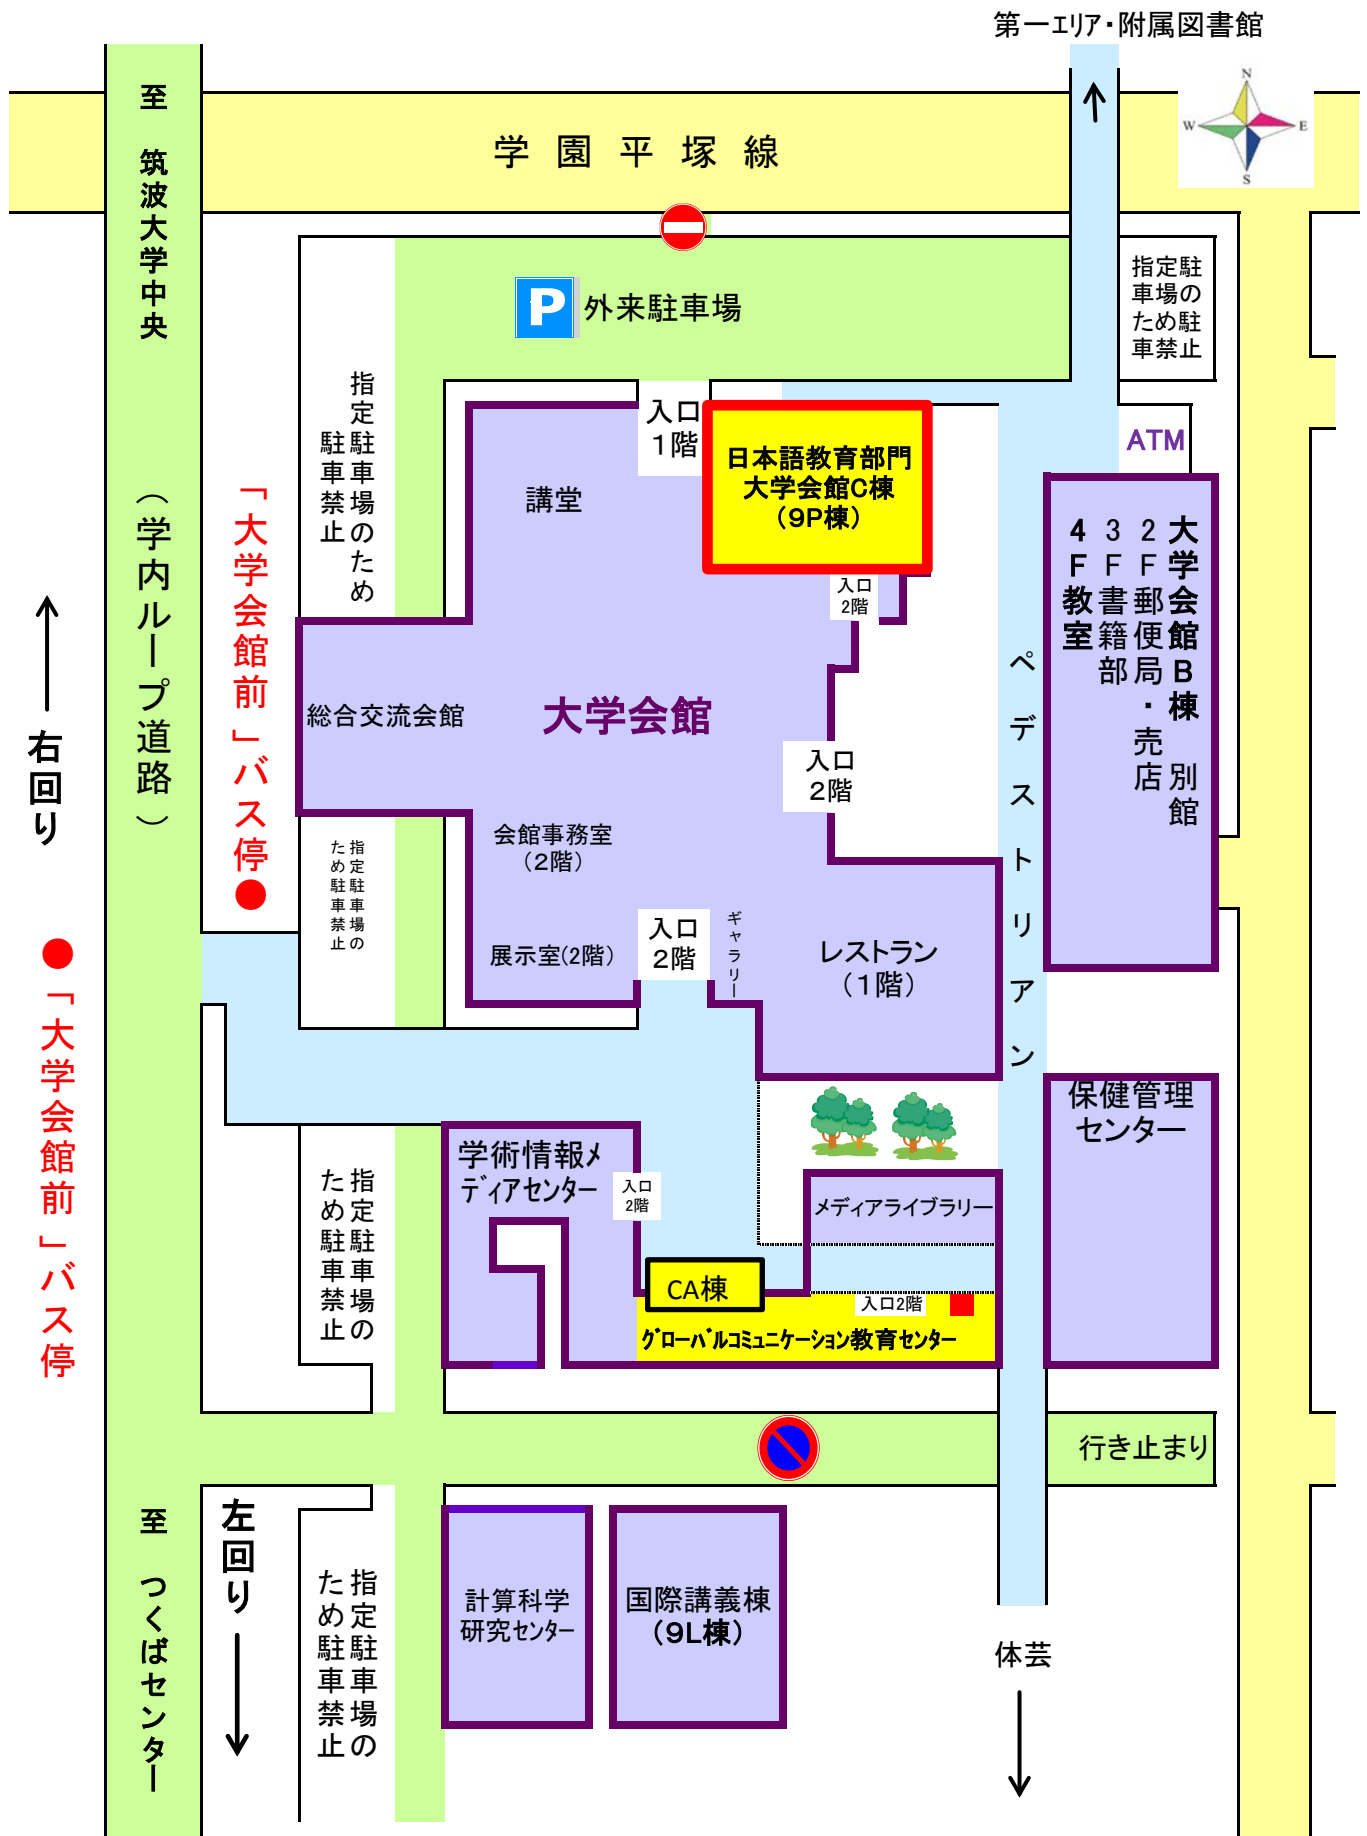 第一エリア・附属図書館
N
W
E
S
至　筑波大学中央
学園平塚線
P
外来駐車場
指定駐
車場の
ため駐
車禁止
指定駐車場のため
駐車禁止
入口
1階
日本語教育部門
大学会館C棟
（9P棟）
ATM
講堂
（学内ループ道路）
「大学会館前」バス停●
入口
2階
大学会館B棟　別館
2F郵便局・売店
3F書籍部
4F教室
右回り
総合交流会館
大学会館
入口
2階
ペデストリアン
会館事務室
（2階）
指定駐車場の
ため駐車禁止
展示室(2階)
入口
2階
ギャラリー
レストラン
（1階）
●「大学会館前」バス停
保健管理
センター
学術情報メ
ディアセンター
入口
2階
メディアライブラリー
指定駐車場の
ため駐車禁止
CA棟
入口2階
グローバルコミュニケーション教育センター
行き止まり
至　つくばセンター
左回り
指定駐車場の
ため駐車禁止
計算科学
研究センター
国際講義棟
（9L棟）
体芸